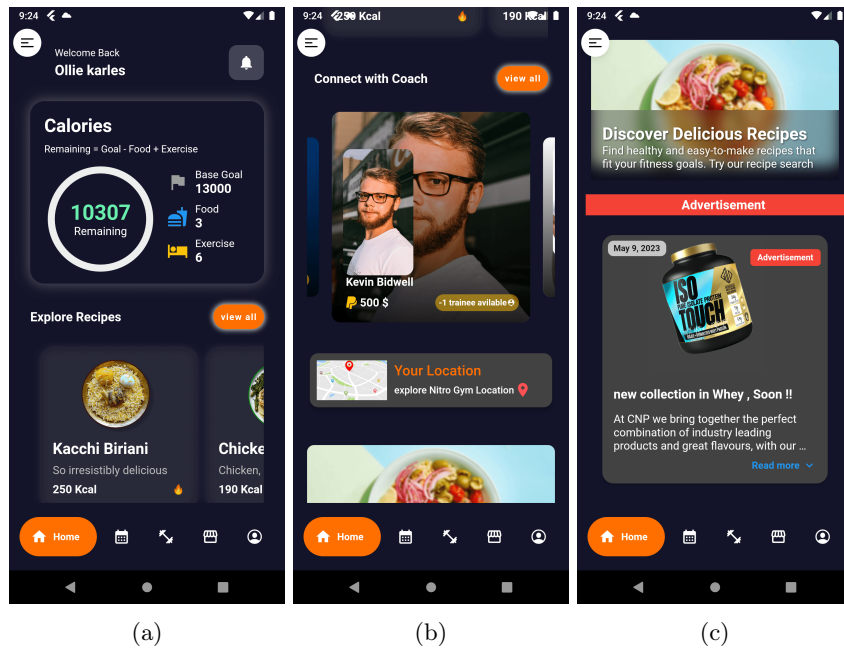 9:24
Welcome Back
Ollie karles
Calories
Remaining = Goal - Food + Exercise
10307
Remaining
Base Goal
13000
Food
3
Exercise
6
Explore Recipes
view all
Kacchi Biriani
So irresistibly delicious
250 Kcal
Chicke
Chicken,
190 Kcal
Home
(a)
9:24
250 Kcal
190 Kcal
Connect with Coach
view all
Kevin Bidwell
500 $
-1 trainee avilable
Your Location
explore Nitro Gym Location
Home
(b)
9:24
Discover Delicious Recipes
Find healthy and easy-to-make recipes that
fit your fitness goals. Try our recipe search
Advertisement
May 9, 2023
Advertisement
ISO
TOUCH
new collection in Whey , Soon !!
At CNP we bring together the perfect
combination of industry leading
products and great flavours, with our ...
Read more
Home
(c)